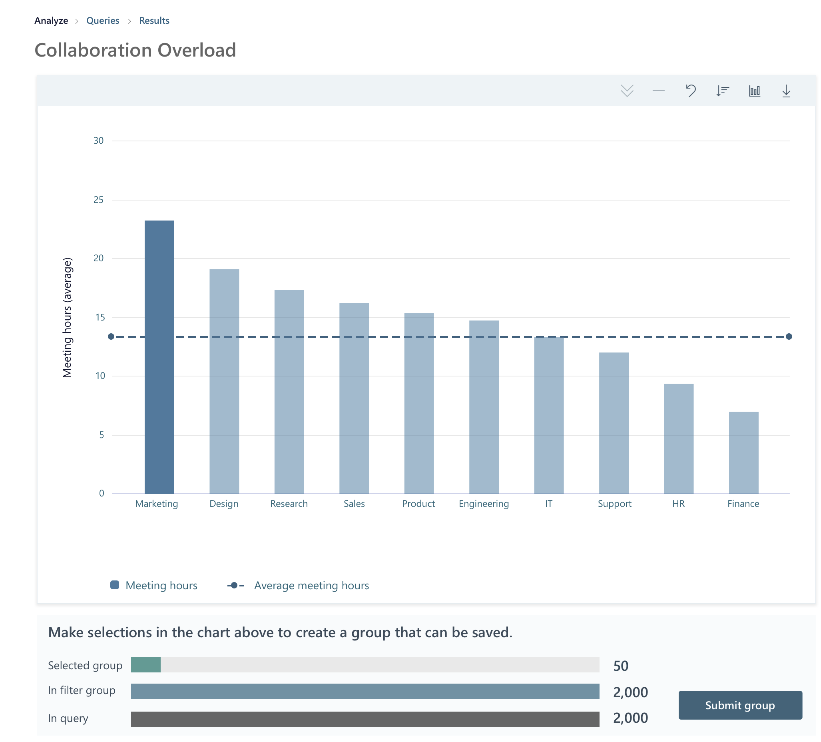 Analyze > Queries > Results
Collaboration Overload
30
25
20
15
10
5
0
Meeting hours (average)
Marketing Design Research Sales Product Engineering IT Support HR Finance
Meeting hours Average meeting hours
Make selections in the chart above to create a group that can be saved.
Selected group 50
In filter group 2,000
In query 2,000
Submit group